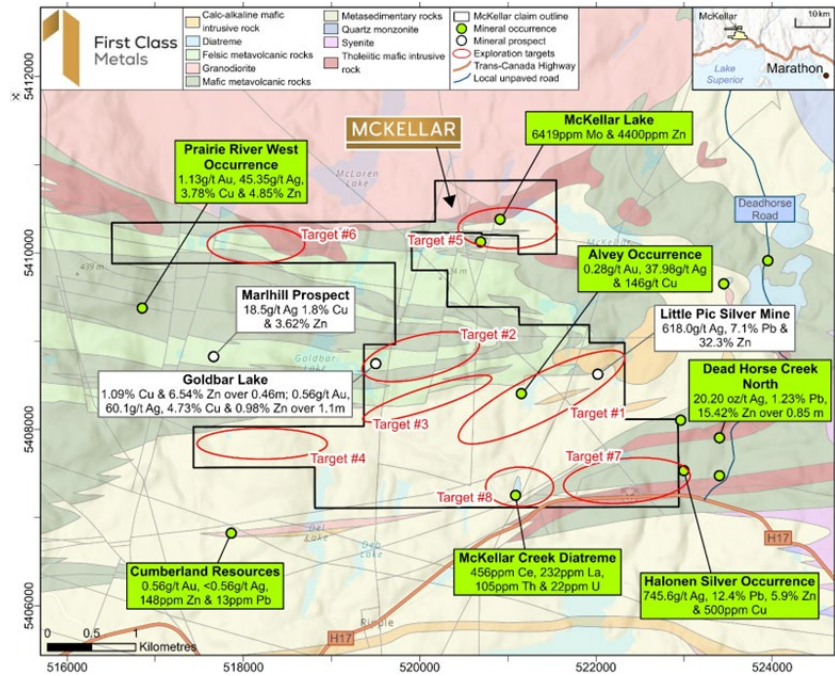 First Class
Metals
Calc-alkaline mafic
intrusive rock
Diatreme
Felsic metavolcanic rocks
Granodiorite
Mafic metavolcanic rocks
Metasedimentary rocks
Quartz monzonite
Syenite
Tholeiitic mafic intrusive
rock
McKellar claim outline
Mineral occurrence
Mineral prospect
Exploration targets
Trans-Canada Highway
Local unpaved road
McKellar
10 km
Lake
Superior
Marathon
5412000
5410000
5408000
5406000
MCKELLAR
McKellar Lake
6419ppm Mo & 4400ppm Zn
Prairie River West
Occurrence
1.13g/t Au, 45.35g/t Ag,
3.78% Cu & 4.85% Zn
McLaren
Lake
Deadhorse
Road
Target #6
Target #5
439 m
Alvey Occurrence
0.28g/t Au, 37.98g/t Ag
& 146g/t Cu
Marlhill Prospect
18.5g/t Ag 1.8% Cu
& 3.62% Zn
Little Pic Silver Mine
618.0g/t Ag, 7.1% Pb &
32.3% Zn
Target #2
Goldbar
Lake
Goldbar Lake
1.09% Cu & 6.54% Zn over 0.46m; 0.56g/t Au,
60.1g/t Ag, 4.73% Cu & 0.98% Zn over 1.1m
Dead Horse Creek
North
20.20 oz/t Ag, 1.23% Pb,
15.42% Zn over 0.85 m
Target #3
Target #1
Target #4
Target #7
Target #8
Del
Lake
H17
Cumberland Resources
0.56g/t Au, <0.56g/t Ag,
148ppm Zn & 13ppm Pb
McKellar Creek Diatreme
456ppm Ce, 232ppm La,
105ppm Th & 22ppm U
Halonen Silver Occurrence
745.6g/t Ag, 12.4% Pb, 5.9% Zn
& 500ppm Cu
H17
0
0.5
1
Kilometres
516000
518000
520000
522000
524000